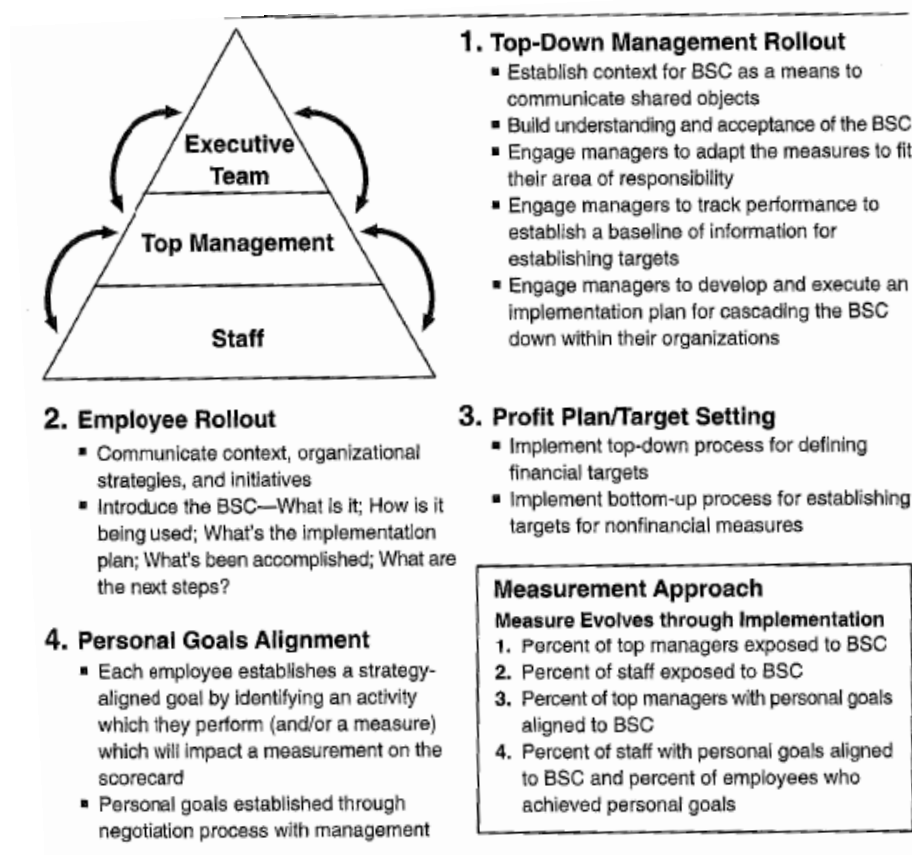 Executive
Team
Top Management
Staff
1. Top-Down Management Rollout
▪ Establish context for BSC as a means to
communicate shared objects
▪ Build understanding and acceptance of the BSC
▪ Engage managers to adapt the measures to fit
their area of responsibility
▪ Engage managers to track performance to
establish a baseline of information for
establishing targets
▪ Engage managers to develop and execute an
implementation plan for cascading the BSC
down within their organizations
2. Employee Rollout
▪ Communicate context, organizational
strategies, and initiatives
▪ Introduce the BSC—What is it; How is it
being used; What's the implementation
plan; What's been accomplished; What are
the next steps?
3. Profit Plan/Target Setting
▪ Implement top-down process for defining
financial targets
▪ Implement bottom-up process for establishing
targets for nonfinancial measures
4. Personal Goals Alignment
▪ Each employee establishes a strategy-
aligned goal by identifying an activity
which they perform (and/or a measure)
which will impact a measurement on the
scorecard
▪ Personal goals established through
negotiation process with management
Measurement Approach
Measure Evolves through Implementation
1. Percent of top managers exposed to BSC
2. Percent of staff exposed to BSC
3. Percent of top managers with personal goals
aligned to BSC
4. Percent of staff with personal goals aligned
to BSC and percent of employees who
achieved personal goals